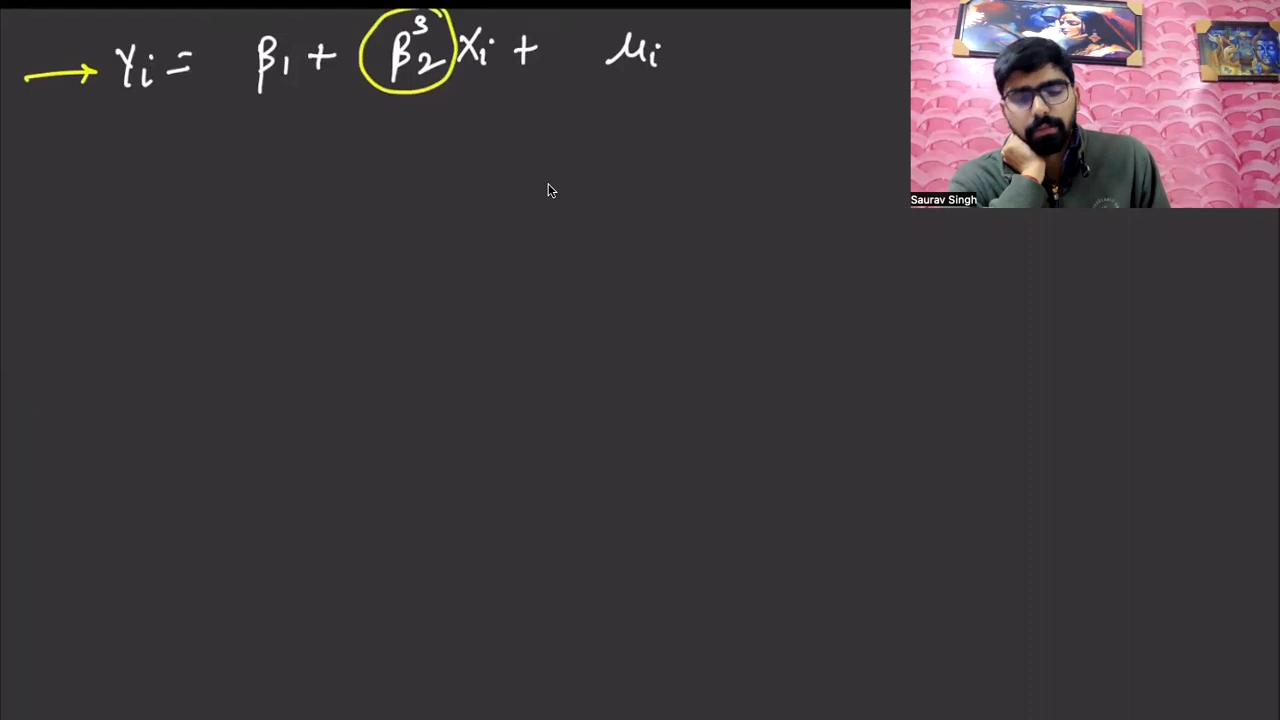 → Yi = β1 + β2³ Xi + μi
Saurav Singh